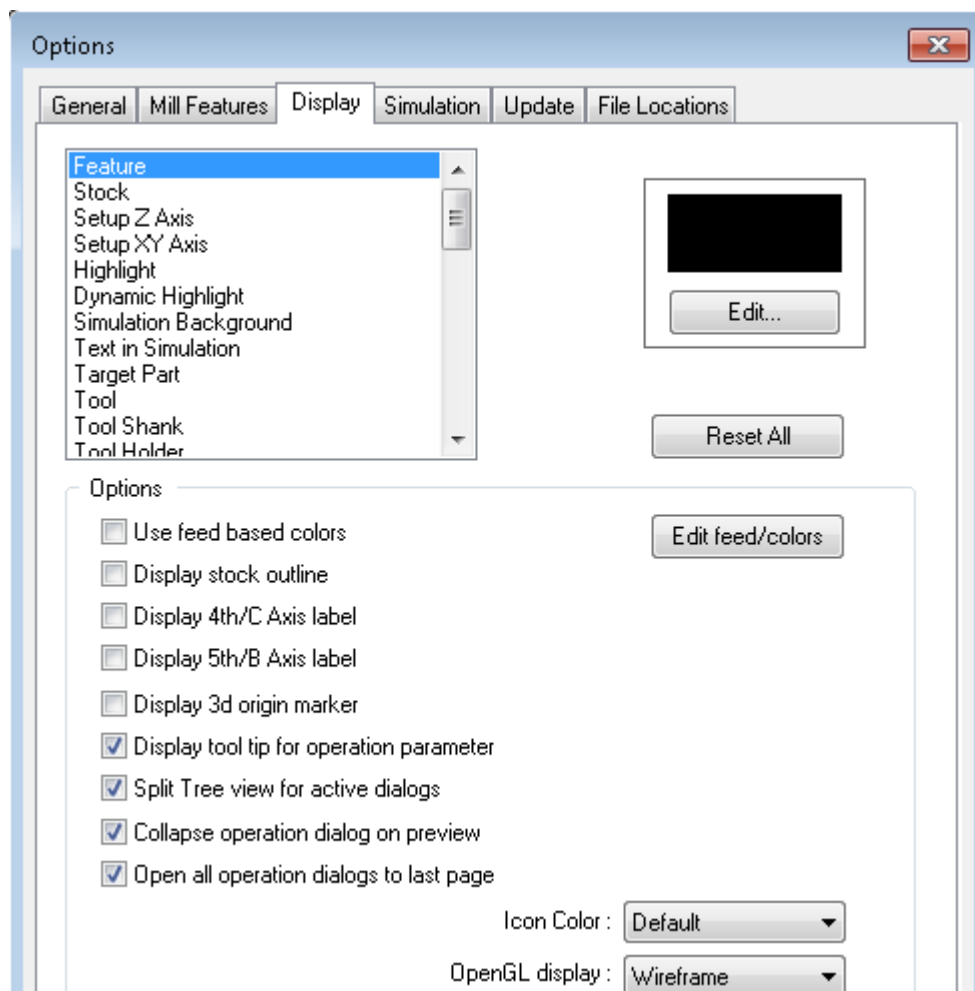 Options
General Mill Features Display Simulation Update File Locations
Feature
Stock
Setup Z Axis
Setup XY Axis
Highlight
Dynamic Highlight
Simulation Background
Text in Simulation
Target Part
Tool
Tool Shank
Tool Holder
Edit...
Reset All
Options
Use feed based colors
Edit feed/colors
Display stock outline
Display 4th/C Axis label
Display 5th/B Axis label
Display 3d origin marker
Display tool tip for operation parameter
Split Tree view for active dialogs
Collapse operation dialog on preview
Open all operation dialogs to last page
Icon Color : Default
OpenGL display : Wireframe